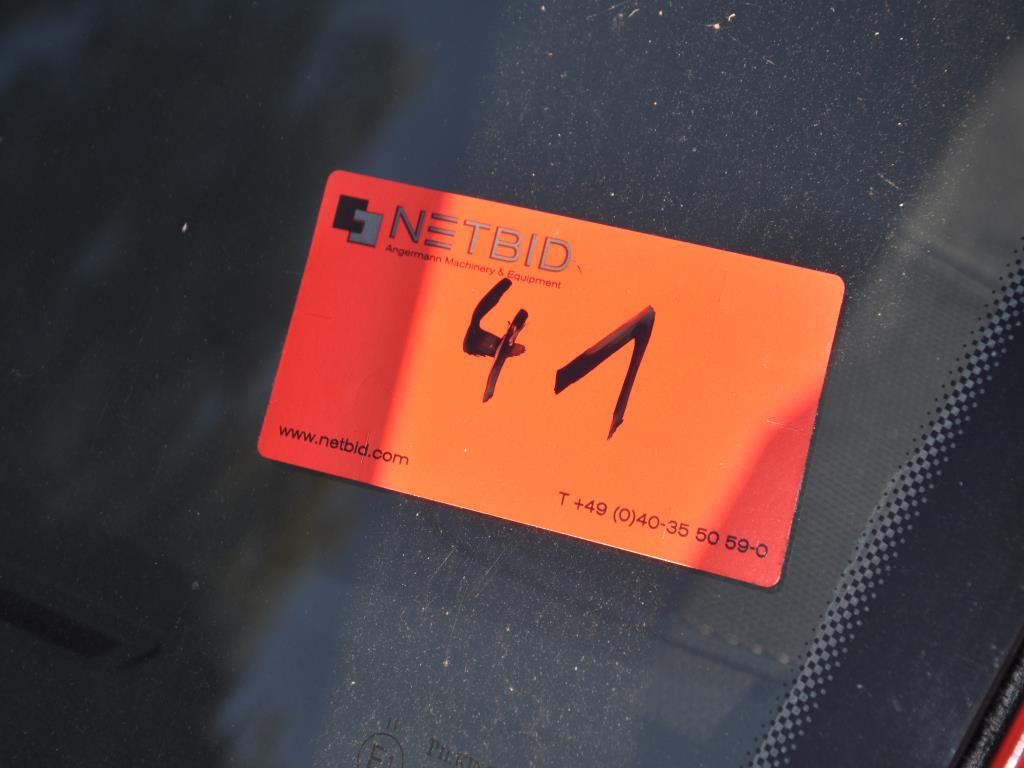 NETBID
Angermann Machinery & Equipment
41
www.netbid.com
T +49 (0)40-35 50 59-0